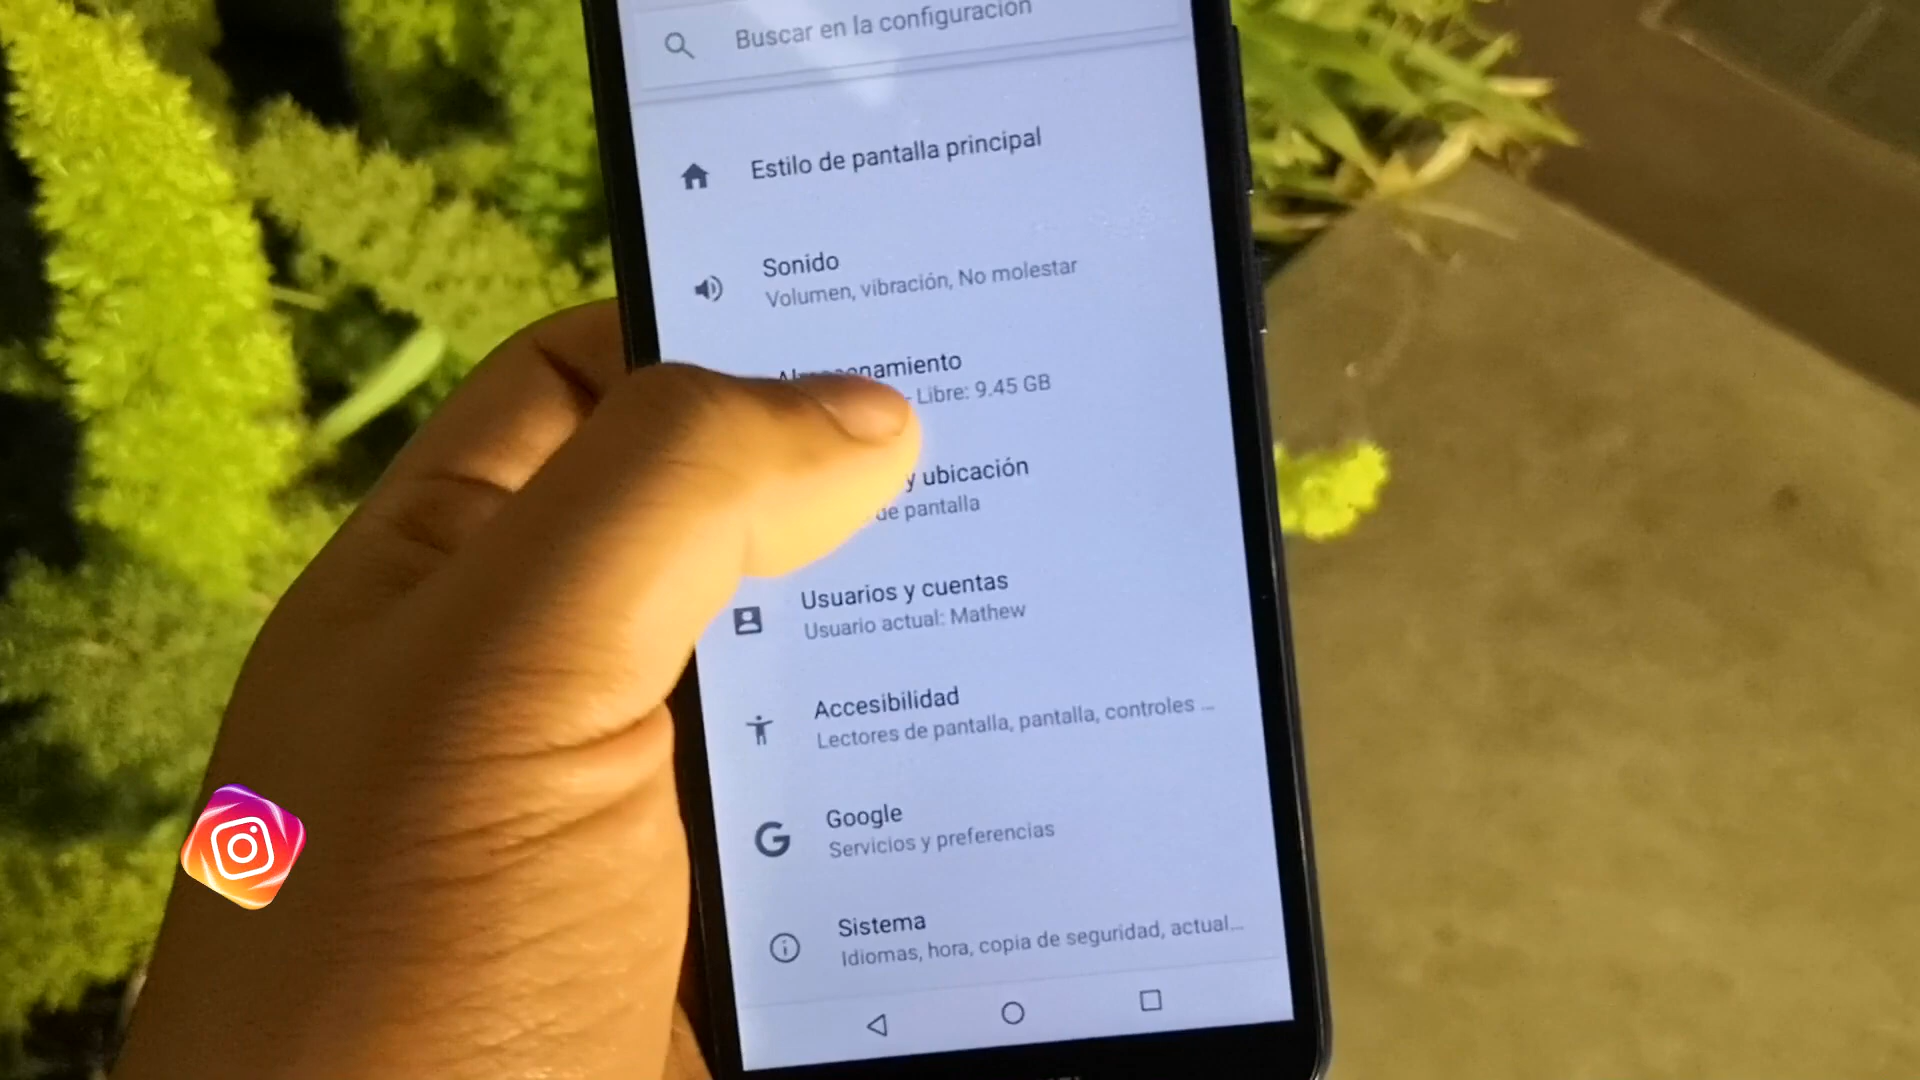 Buscar en la configuración
Estilo de pantalla principal
Sonido
Volumen, vibración, No molestar
- Libre: 9.45 GB
y ubicación
de pantalla
Usuarios y cuentas
Usuario actual: Mathew
Accesibilidad
Lectores de pantalla, pantalla, controles ...
Google
Servicios y preferencias
Sistema
Idiomas, hora, copia de seguridad, actual...